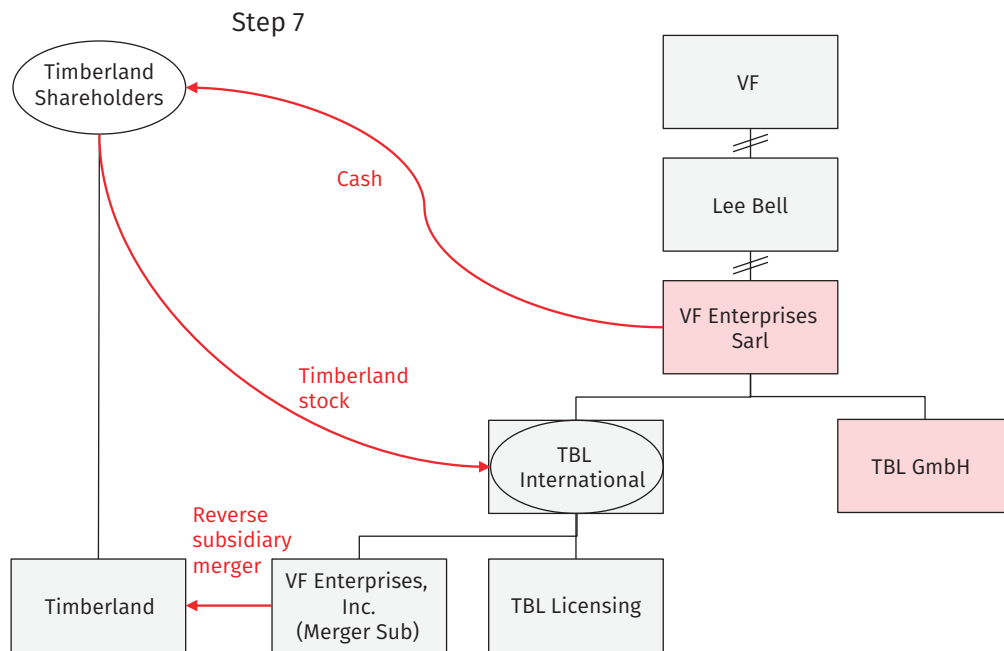 Step 7
Timberland
Shareholders
VF
Cash
Lee Bell
VF Enterprises
Sarl
Timberland
stock
TBL
International
TBL GmbH
Reverse
subsidiary
merger
Timberland
VF Enterprises,
Inc.
(Merger Sub)
TBL Licensing